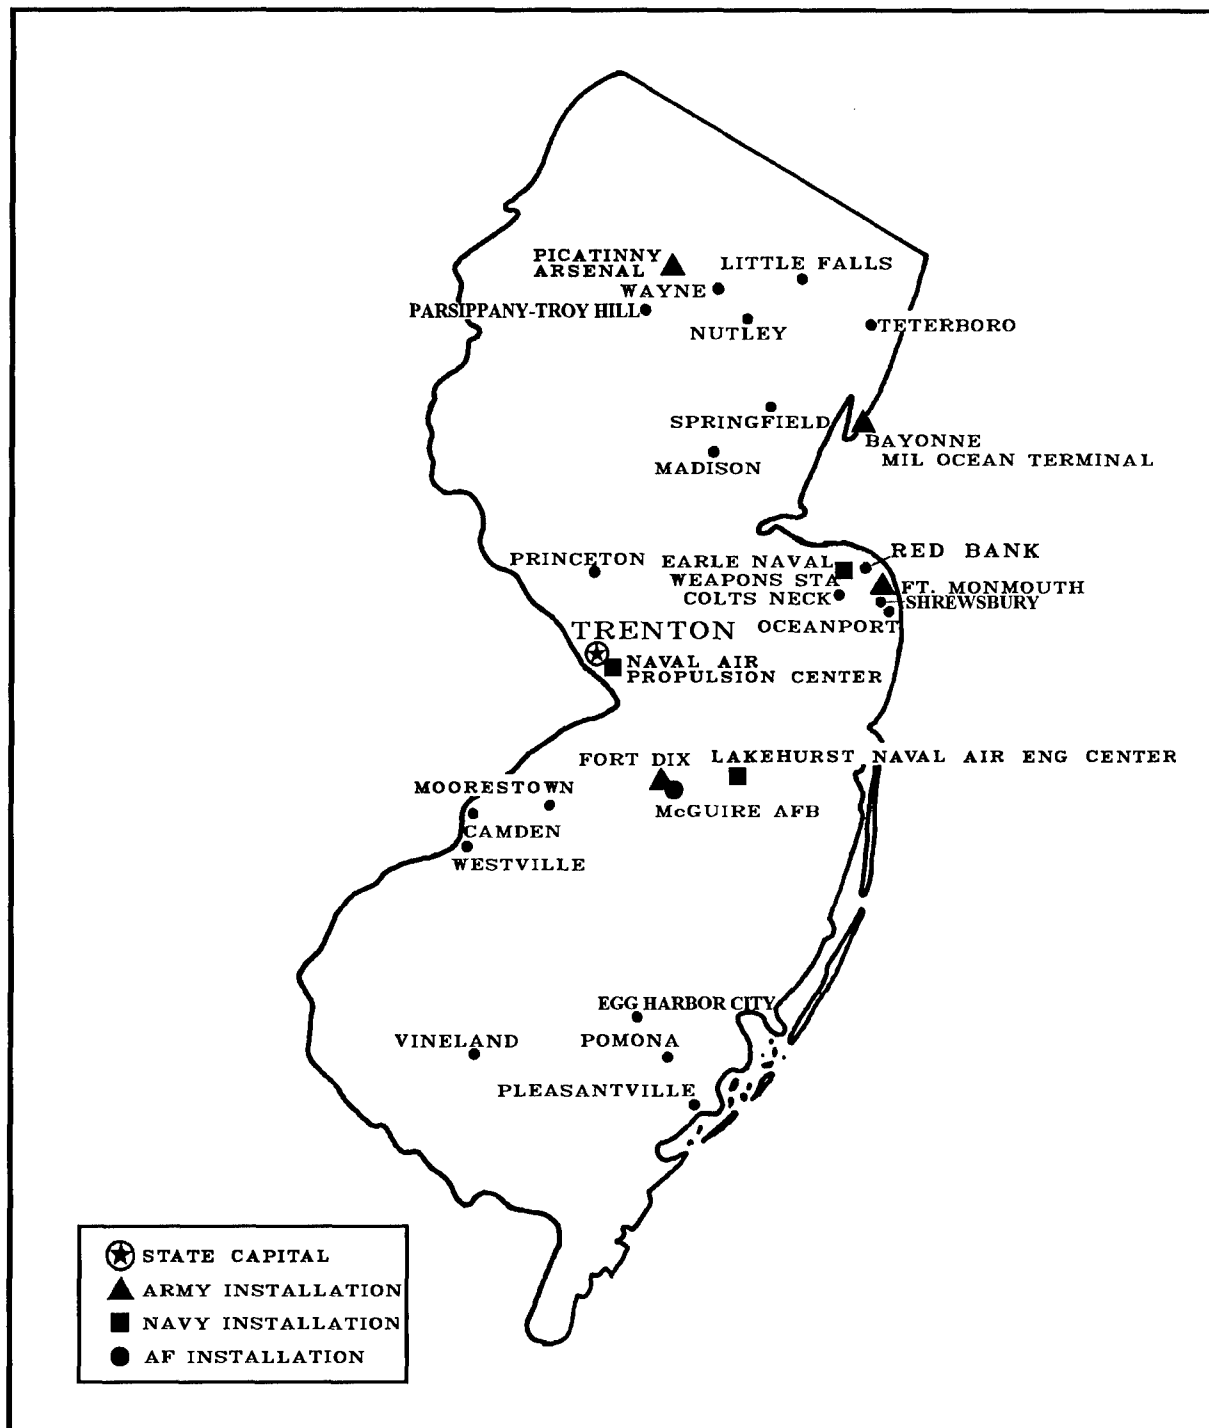 PICATINNY
ARSENAL
LITTLE FALLS
WAYNE
PARSIPPANY-TROY HILL
NUTLEY
TETERBORO
SPRINGFIELD
BAYONNE
MIL OCEAN TERMINAL
MADISON
RED BANK
PRINCETON
EARLE NAVAL
WEAPONS STA
COLTS NECK
FT. MONMOUTH
SHREWSBURY
OCEANPORT
TRENTON
NAVAL AIR
PROPULSION CENTER
FORT DIX
LAKEHURST NAVAL AIR ENG CENTER
MOORESTOWN
McGUIRE AFB
CAMDEN
WESTVILLE
EGG HARBOR CITY
VINELAND
POMONA
PLEASANTVILLE
STATE CAPITAL
ARMY INSTALLATION
NAVY INSTALLATION
AF INSTALLATION